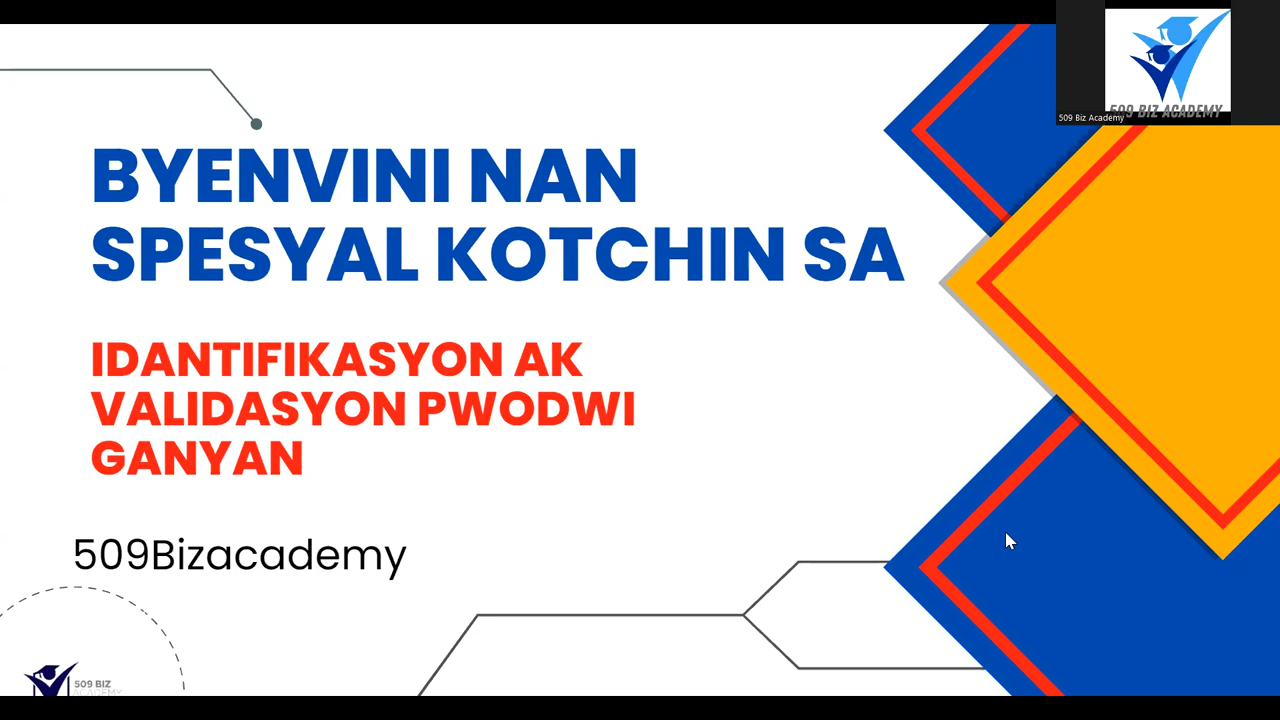 509 BIZ ACADEMY
509 Biz Academy
BYENVINI NAN
SPESYAL KOTCHIN SA
IDANTIFIKASYON AK
VALIDASYON PWODWI
GANYAN
509Bizacademy
509 BIZ
ACADEMY